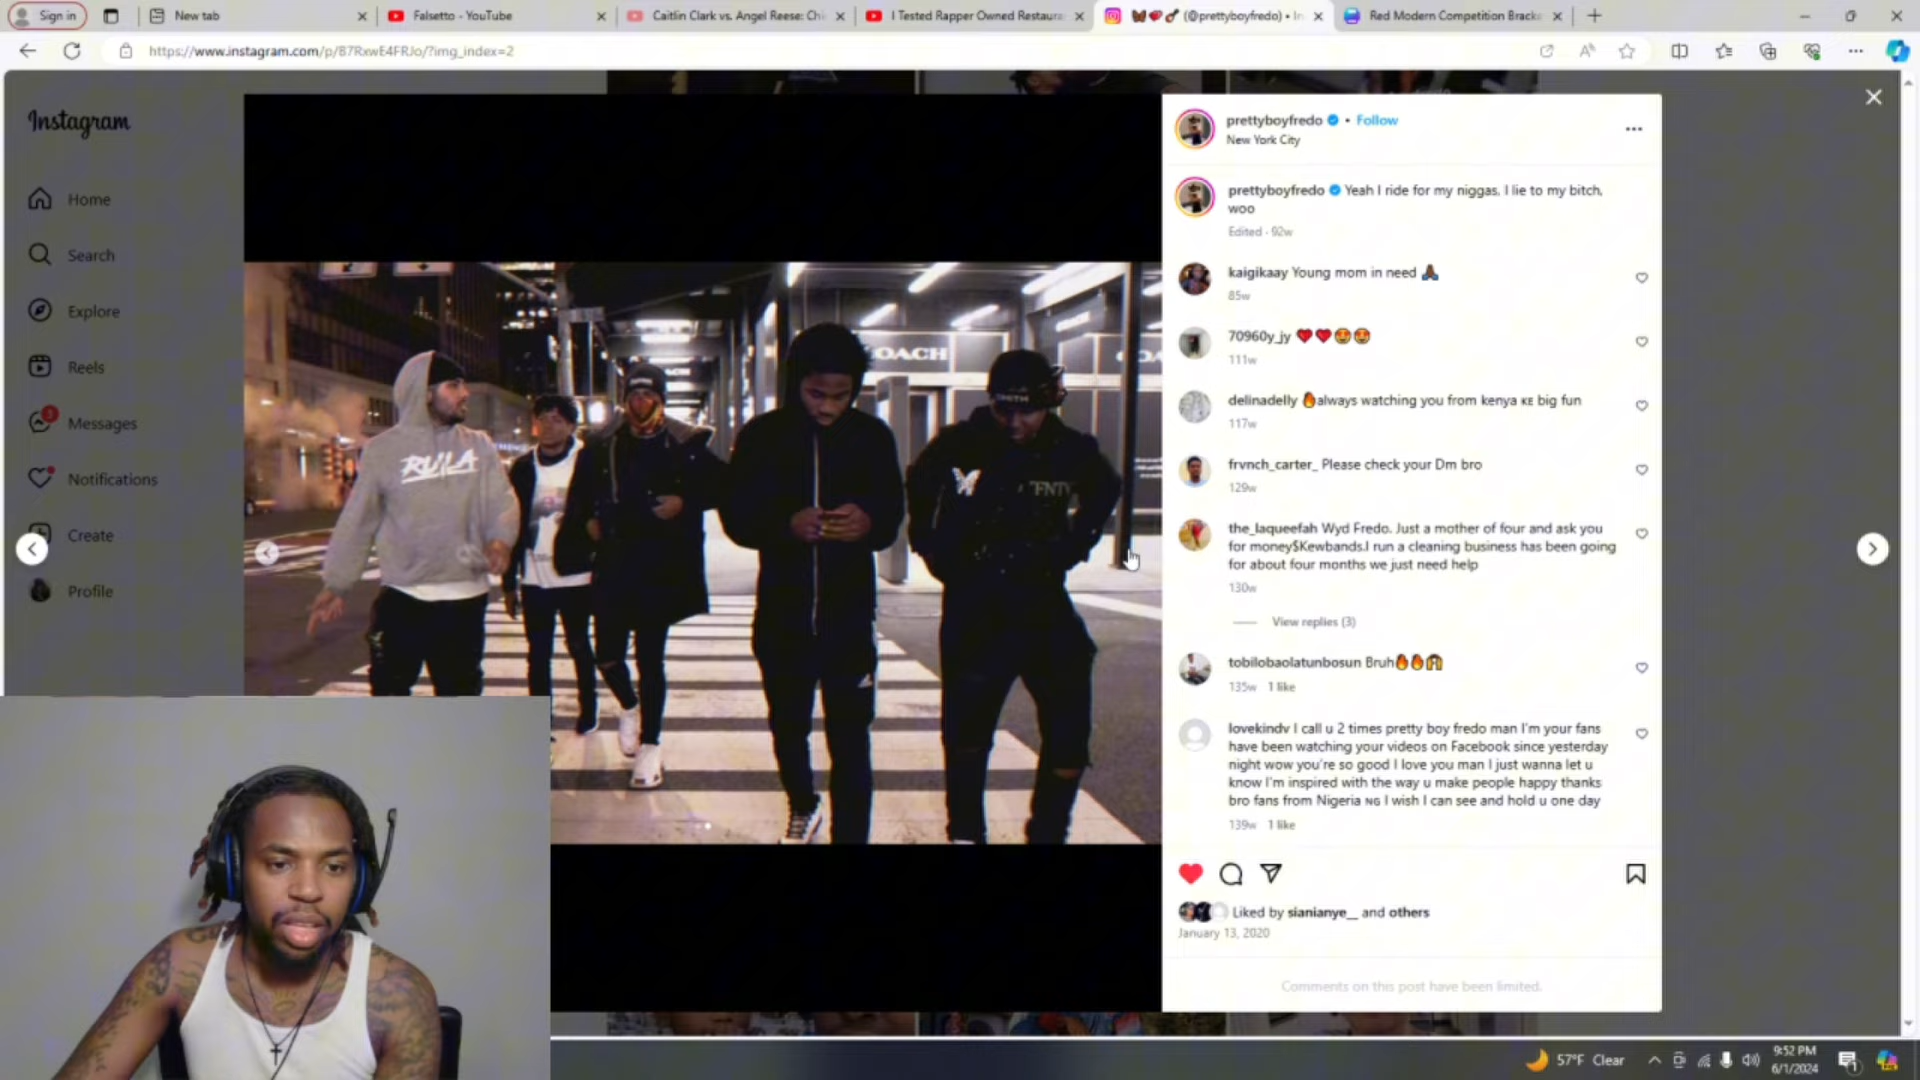 Sign in
New tab
Falsetto - YouTube
Caitlin Clark vs. Angel Reese: Chi
I Tested Rapper Owned Restaura
🦋❤️🎸 (@prettyboyfredo) • In
Red Modern Competition Bracke
https://www.instagram.com/p/B7RxwE4FRJo/?img_index=2
Instagram
Home
Search
Explore
Reels
3
Messages
Notifications
Create
Profile
COACH
RULA
prettyboyfredo • Follow
New York City
prettyboyfredo Yeah I ride for my niggas, I lie to my bitch,
woo
Edited · 92w
kaigikaay Young mom in need 🙏🏾
85w
70960y_jy ❤️❤️😍😍
111w
delinadelly 🔥always watching you from kenya KE big fun
117w
frvnch_carter_ Please check your Dm bro
129w
the_laqueefah Wyd Fredo. Just a mother of four and ask you
for money$Kewbands.I run a cleaning business has been going
for about four months we just need help
130w
View replies (3)
tobilobaolatunbosun Bruh🔥🔥
135w 1 like
lovekindv I call u 2 times pretty boy fredo man I'm your fans
have been watching your videos on Facebook since yesterday
night wow you're so good I love you man I just wanna let u
know I'm inspired with the way u make people happy thanks
bro fans from Nigeria NG I wish I can see and hold u one day
139w 1 like
Liked by sianianye__ and others
January 13, 2020
Comments on this post have been limited.
57°F Clear
9:52 PM
6/1/2024
1